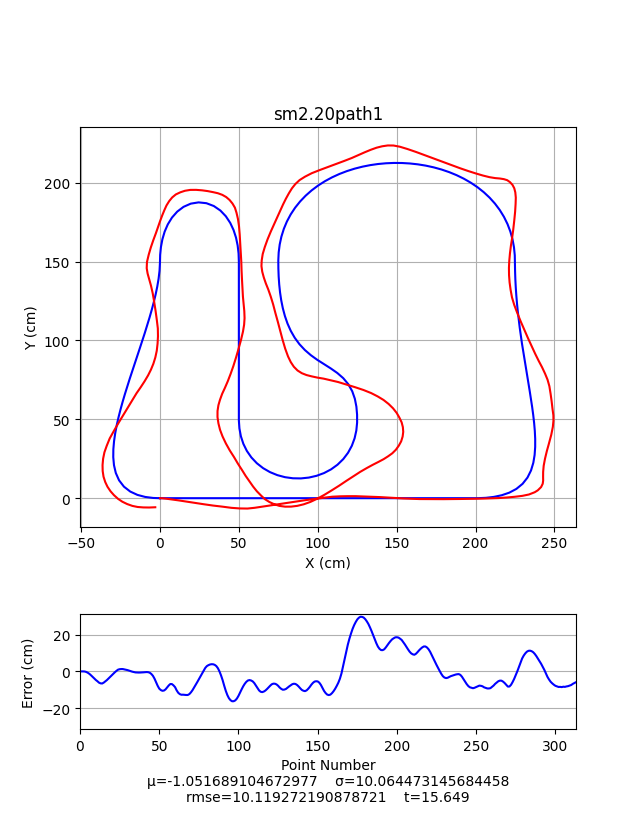 sm2.20path1
200
150
100
50
0
−50 0 50 100 150 200 250
Y (cm)
X (cm)
20
0
−20
0 50 100 150 200 250 300
Error (cm)
Point Number
μ=-1.051689104672977 σ=10.064473145684458
rmse=10.119272190878721 t=15.649